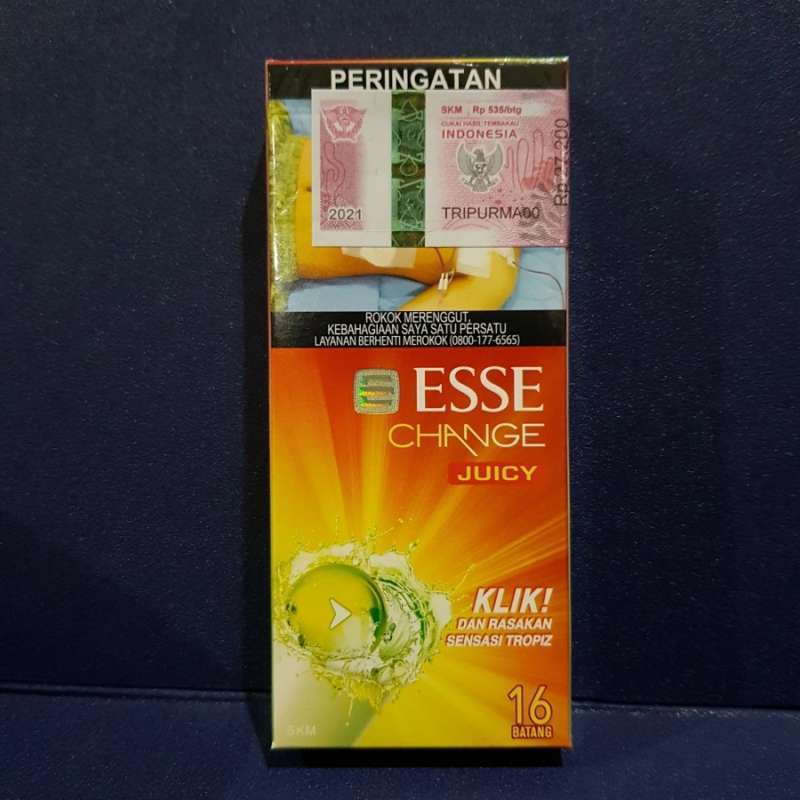 PERINGATAN
SKM Rp 535/btg
CUKAI HASIL TEMBAKAU
INDONESIA
2021
TRIPURMA00
ROKOK MERENGGUT,
KEBAHAGIAAN SAYA SATU PERSATU
LAYANAN BERHENTI MEROKOK (0800-177-6565)
ESSE
CHANGE
JUICY
KLIK!
DAN RASAKAN
SENSASI TROPIZ
16
BATANG
SKM